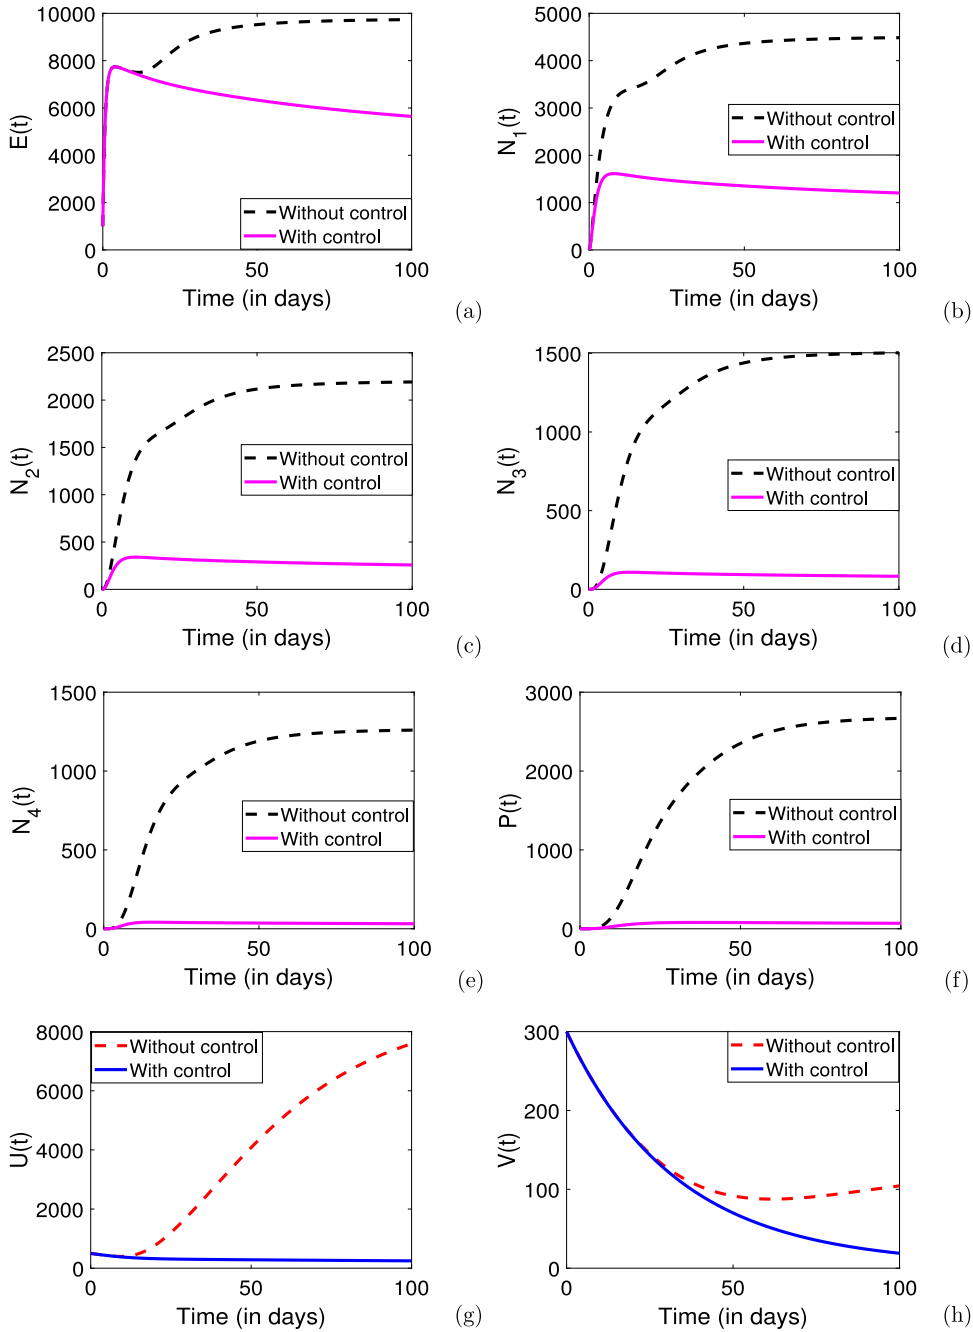 10000
8000
6000
4000
2000
0
E(t)
Without control
With control
0 50 100
Time (in days)
(a)
5000
4000
3000
2000
1000
0
N1(t)
Without control
With control
0 50 100
Time (in days)
(b)
2500
2000
1500
1000
500
0
N2(t)
Without control
With control
0 50 100
Time (in days)
(c)
1500
1000
500
0
N3(t)
Without control
With control
0 50 100
Time (in days)
(d)
1500
1000
500
0
N4(t)
Without control
With control
0 50 100
Time (in days)
(e)
3000
2000
1000
0
P(t)
Without control
With control
0 50 100
Time (in days)
(f)
8000
6000
4000
2000
0
U(t)
Without control
With control
0 50 100
Time (in days)
(g)
300
200
100
0
V(t)
Without control
With control
0 50 100
Time (in days)
(h)